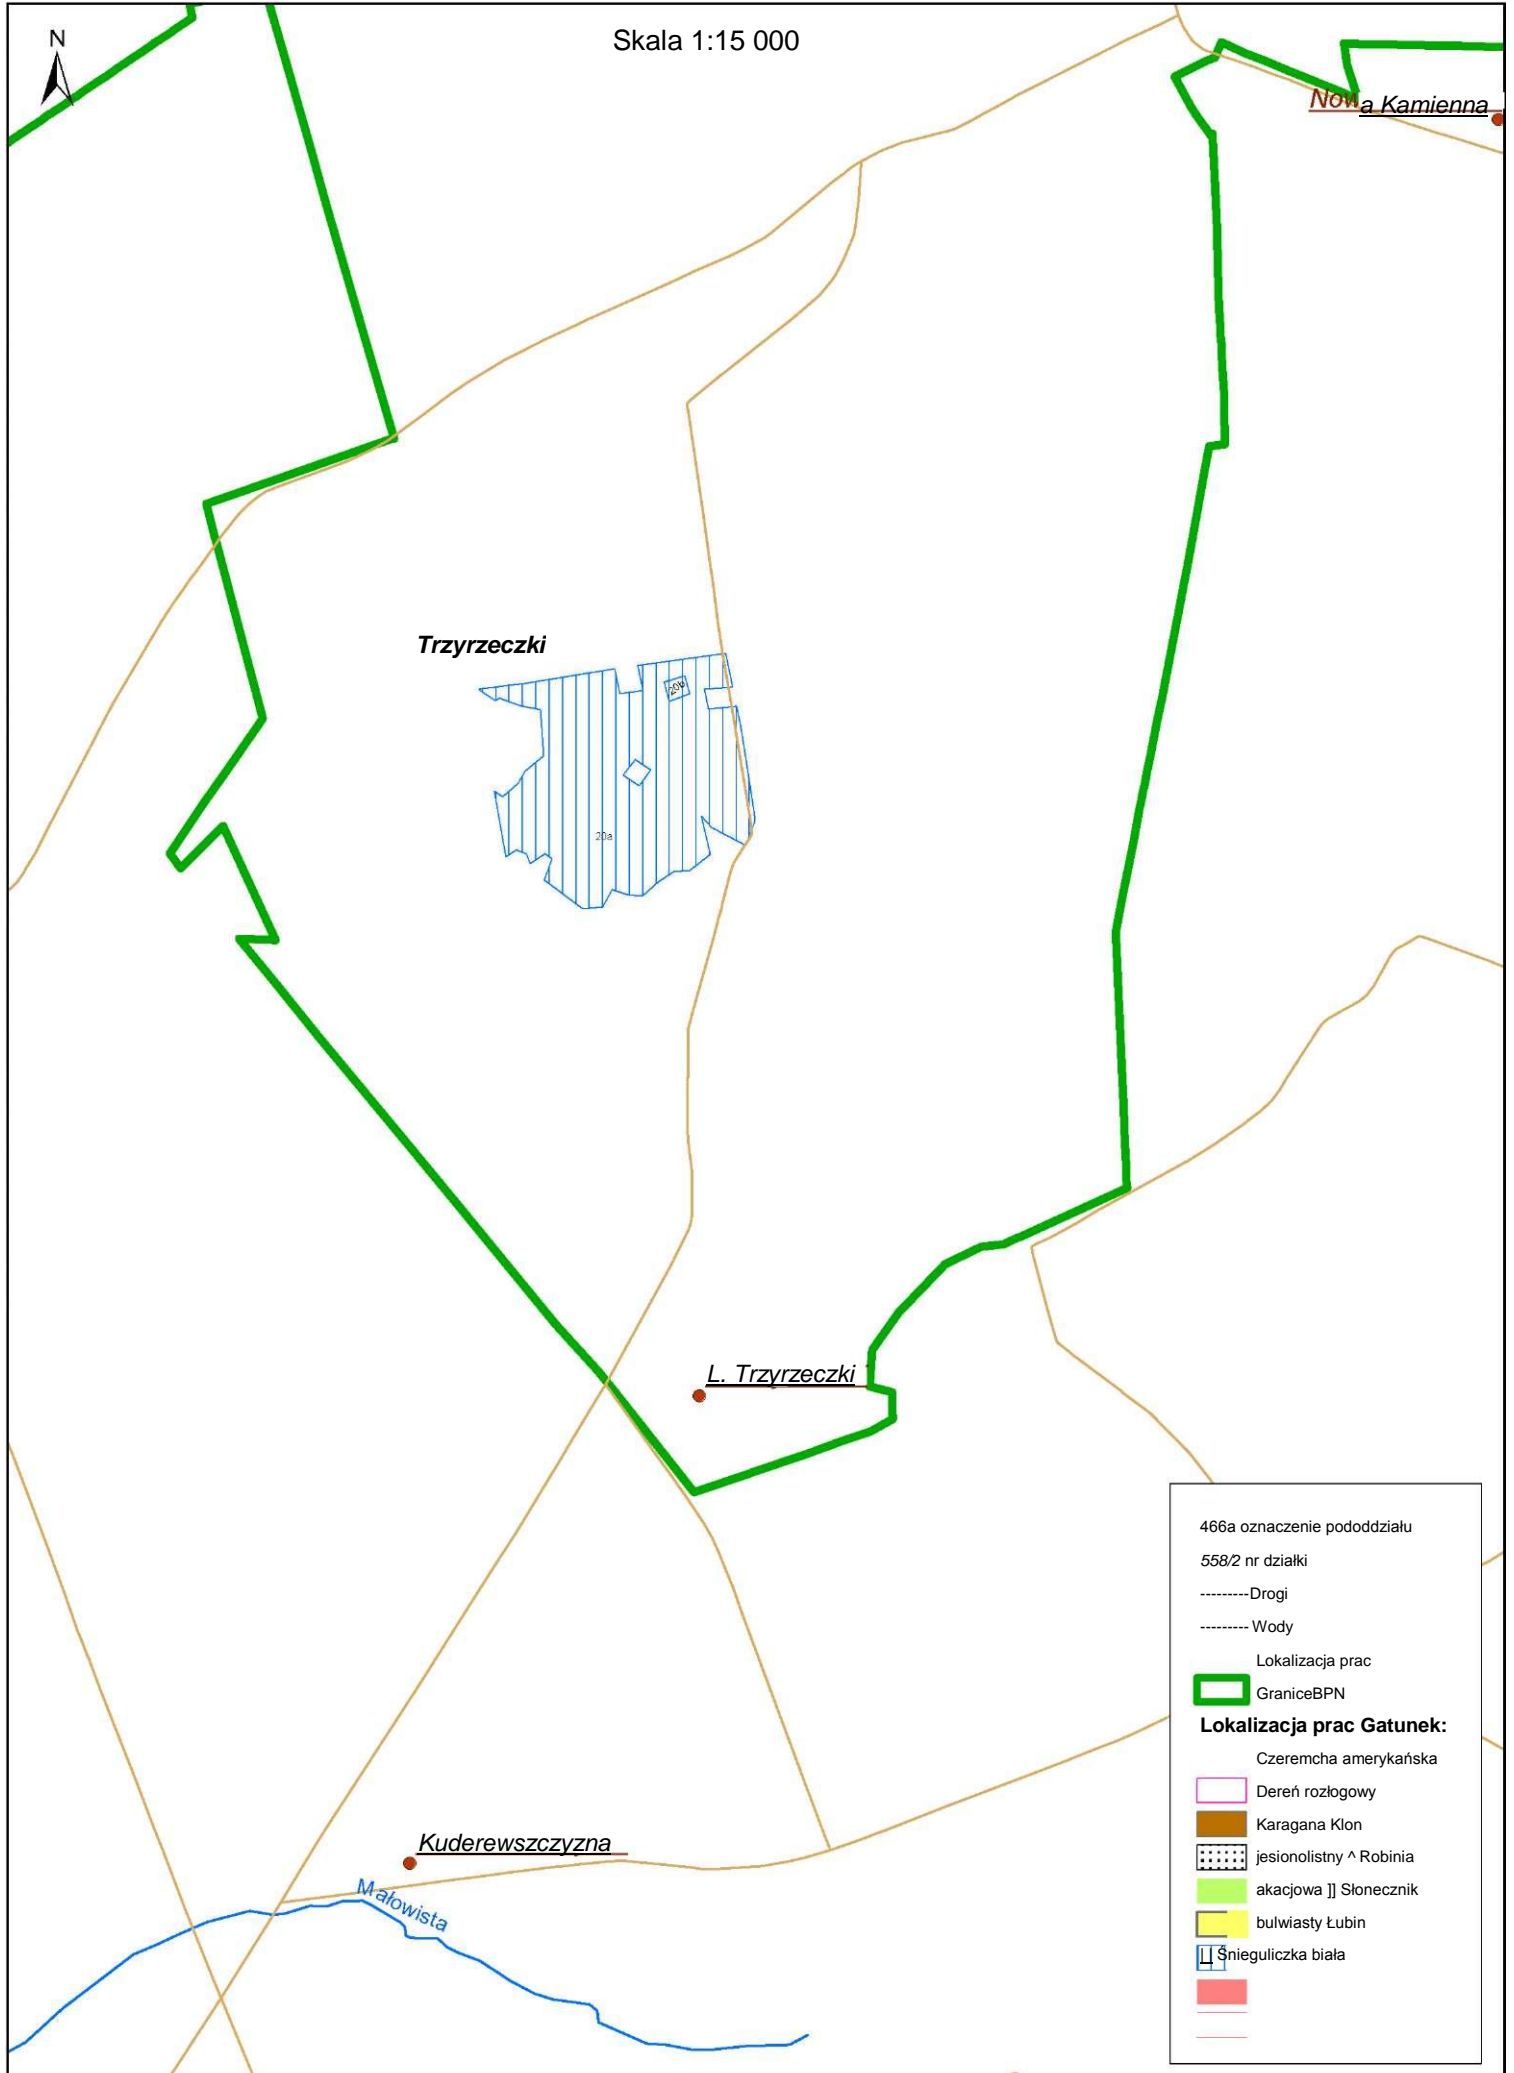 N
Skala 1:15 000
Nowa Kamienna
Trzyrzeczki
20b
20a
L. Trzyrzeczki
Kuderewszczyzna
Małowista
466a oznaczenie pododdziału
558/2 nr działki
---------Drogi
--------- Wody
Lokalizacja prac
GraniceBPN
Lokalizacja prac Gatunek:
Czeremcha amerykańska
Dereń rozłogowy
Karagana Klon
jesionolistny ^ Robinia
akacjowa ]] Słonecznik
bulwiasty Łubin
|_| Śnieguliczka biała